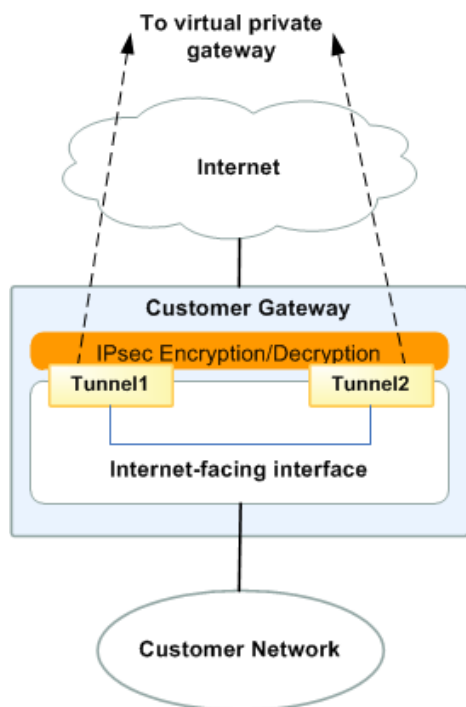 To virtual private
gateway
Internet
Customer Gateway
IPsec Encryption/Decryption
Tunnel1
Tunnel2
Internet-facing interface
Customer Network